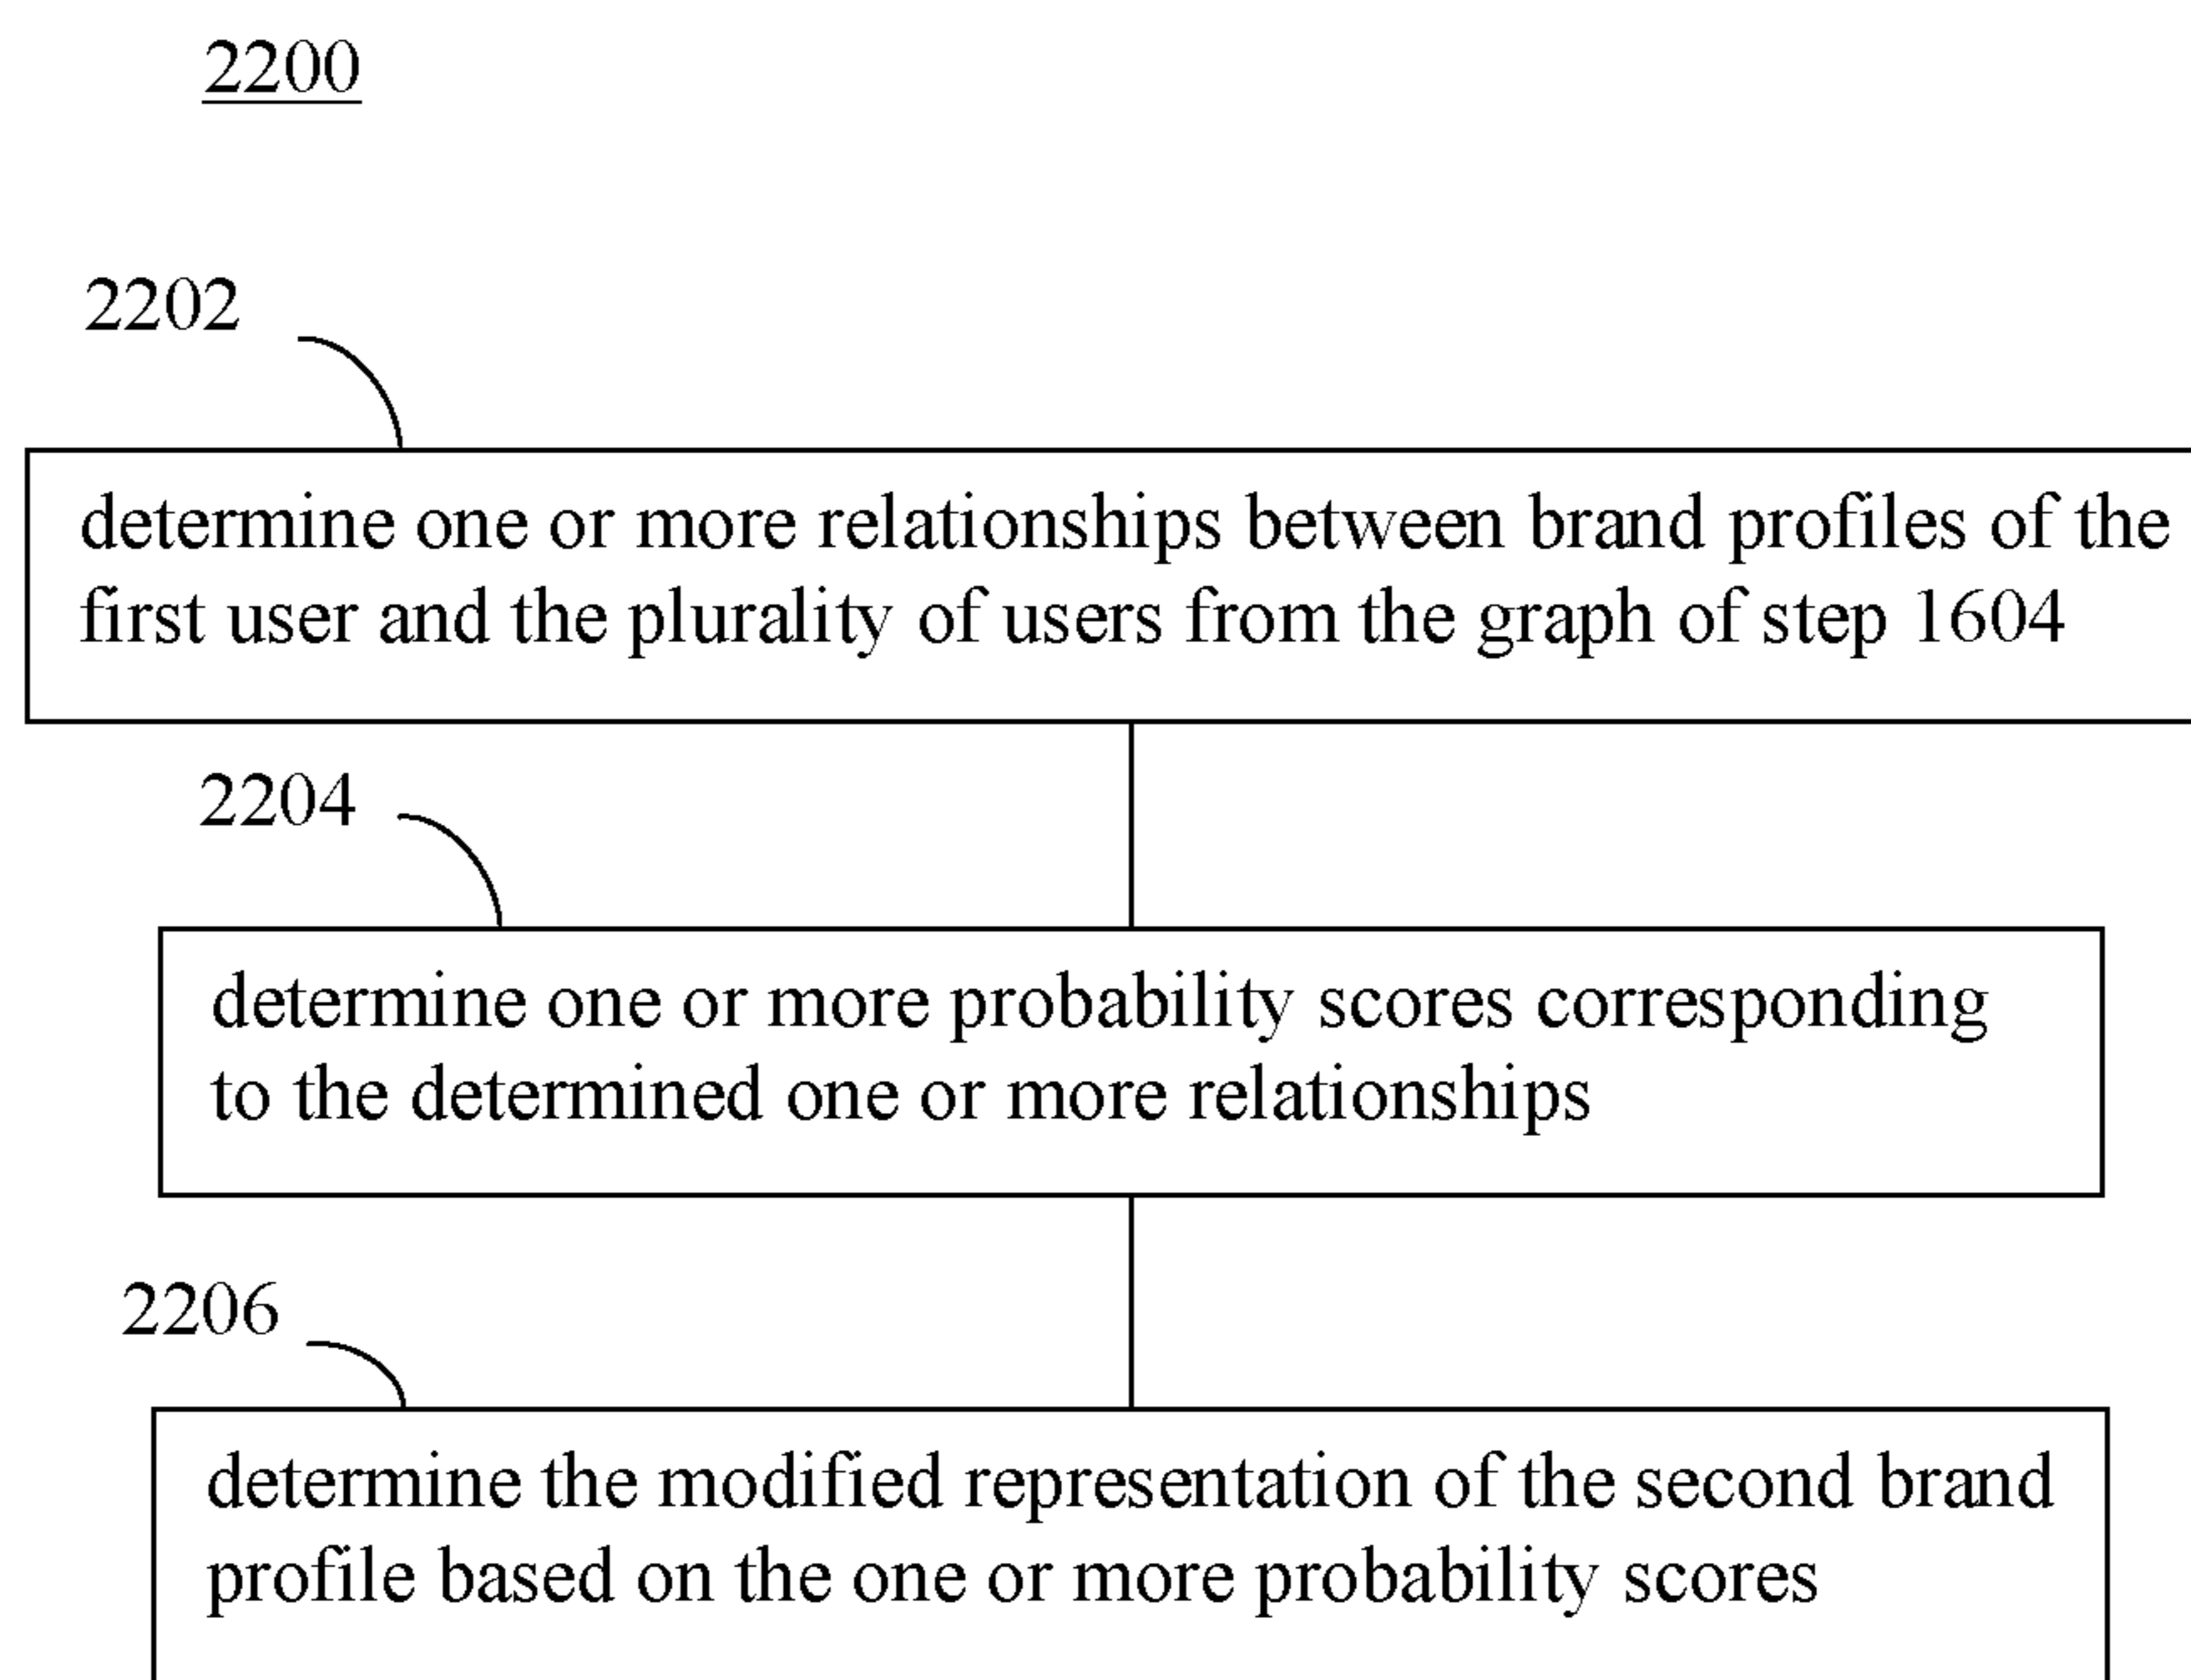 2200
2202
determine one or more relationships between brand profiles of the
first user and the plurality of users from the graph of step 1604
2204
determine one or more probability scores corresponding
to the determined one or more relationships
2206
determine the modified representation of the second brand
profile based on the one or more probability scores